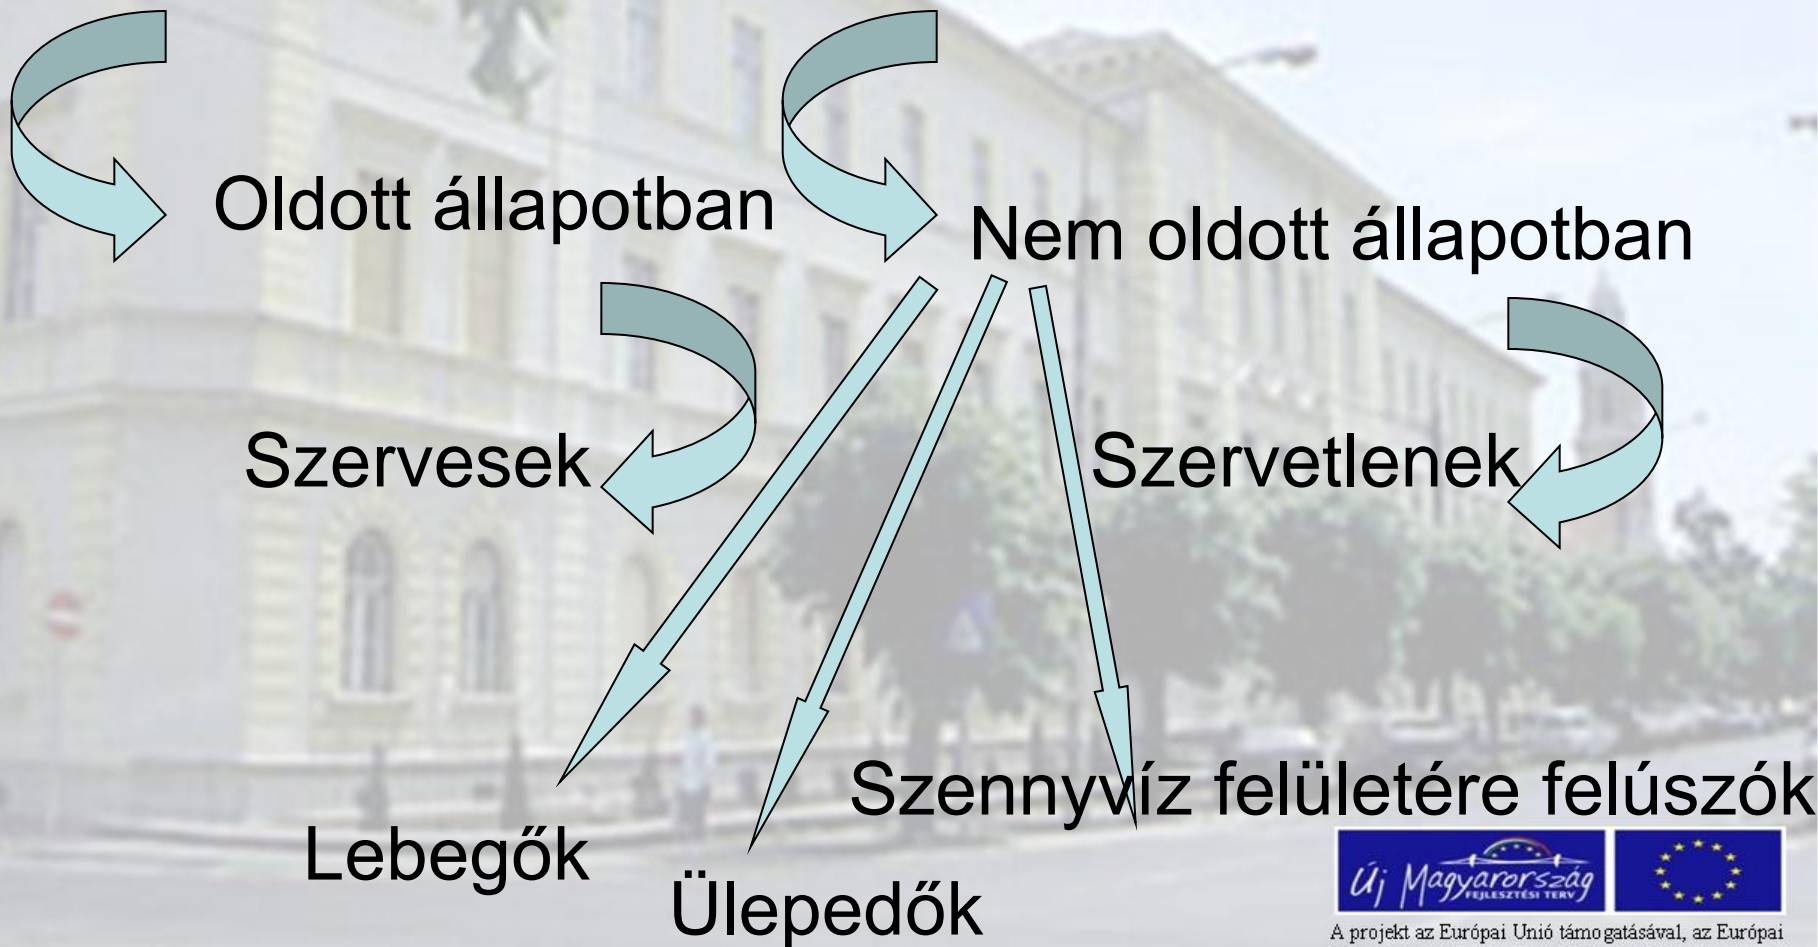 Oldott állapotban
Nem oldott állapotban
Szervesek
Szervetlenek
Szennyvíz felületére felúszók
Lebegők
Ülepedők
Új Magyarország
FEJLESZTÉSI TERV
A projekt az Európai Unió támogatásával, az Európai